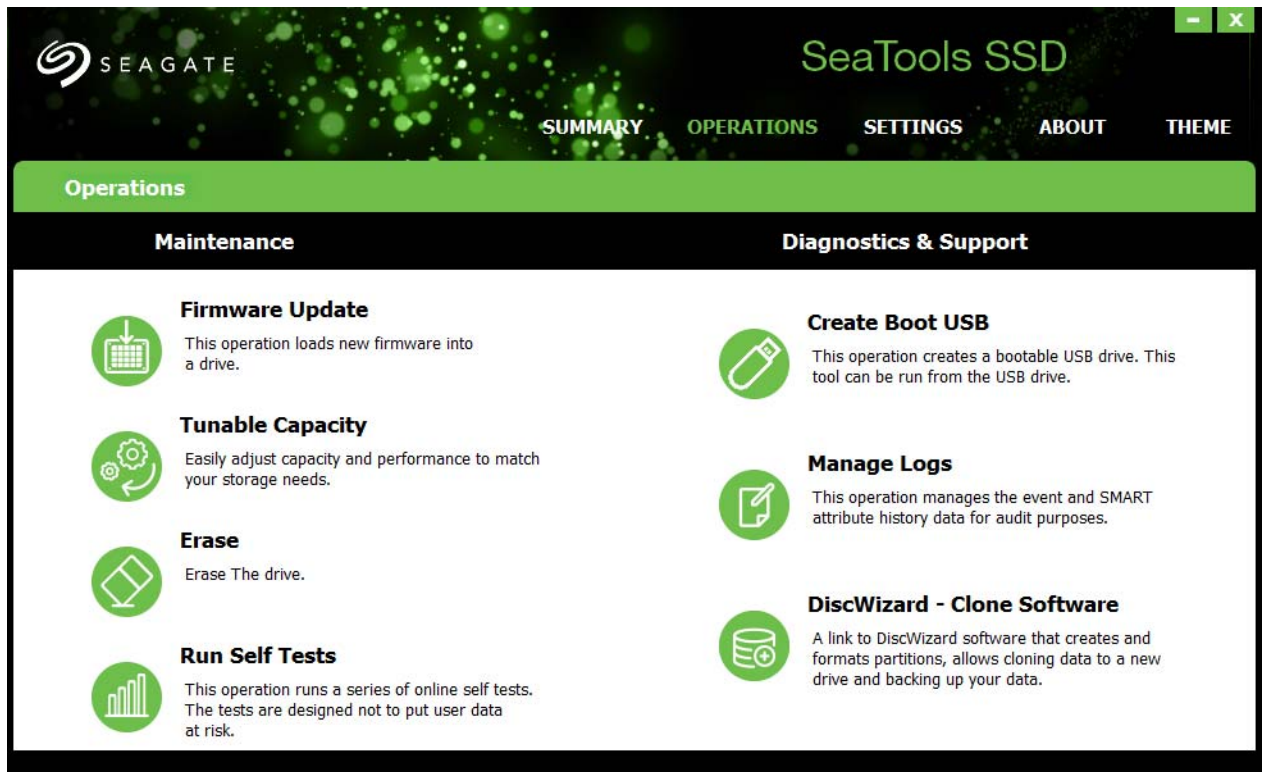 SEAGATE
SeaTools SSD
- X
SUMMARY OPERATIONS SETTINGS ABOUT THEME
Operations
Maintenance
Firmware Update
This operation loads new firmware into
a drive.
Tunable Capacity
Easily adjust capacity and performance to match
your storage needs.
Erase
Erase The drive.
Run Self Tests
This operation runs a series of online self tests.
The tests are designed not to put user data
at risk.
Diagnostics & Support
Create Boot USB
This operation creates a bootable USB drive. This
tool can be run from the USB drive.
Manage Logs
This operation manages the event and SMART
attribute history data for audit purposes.
DiscWizard - Clone Software
A link to DiscWizard software that creates and
formats partitions, allows cloning data to a new
drive and backing up your data.